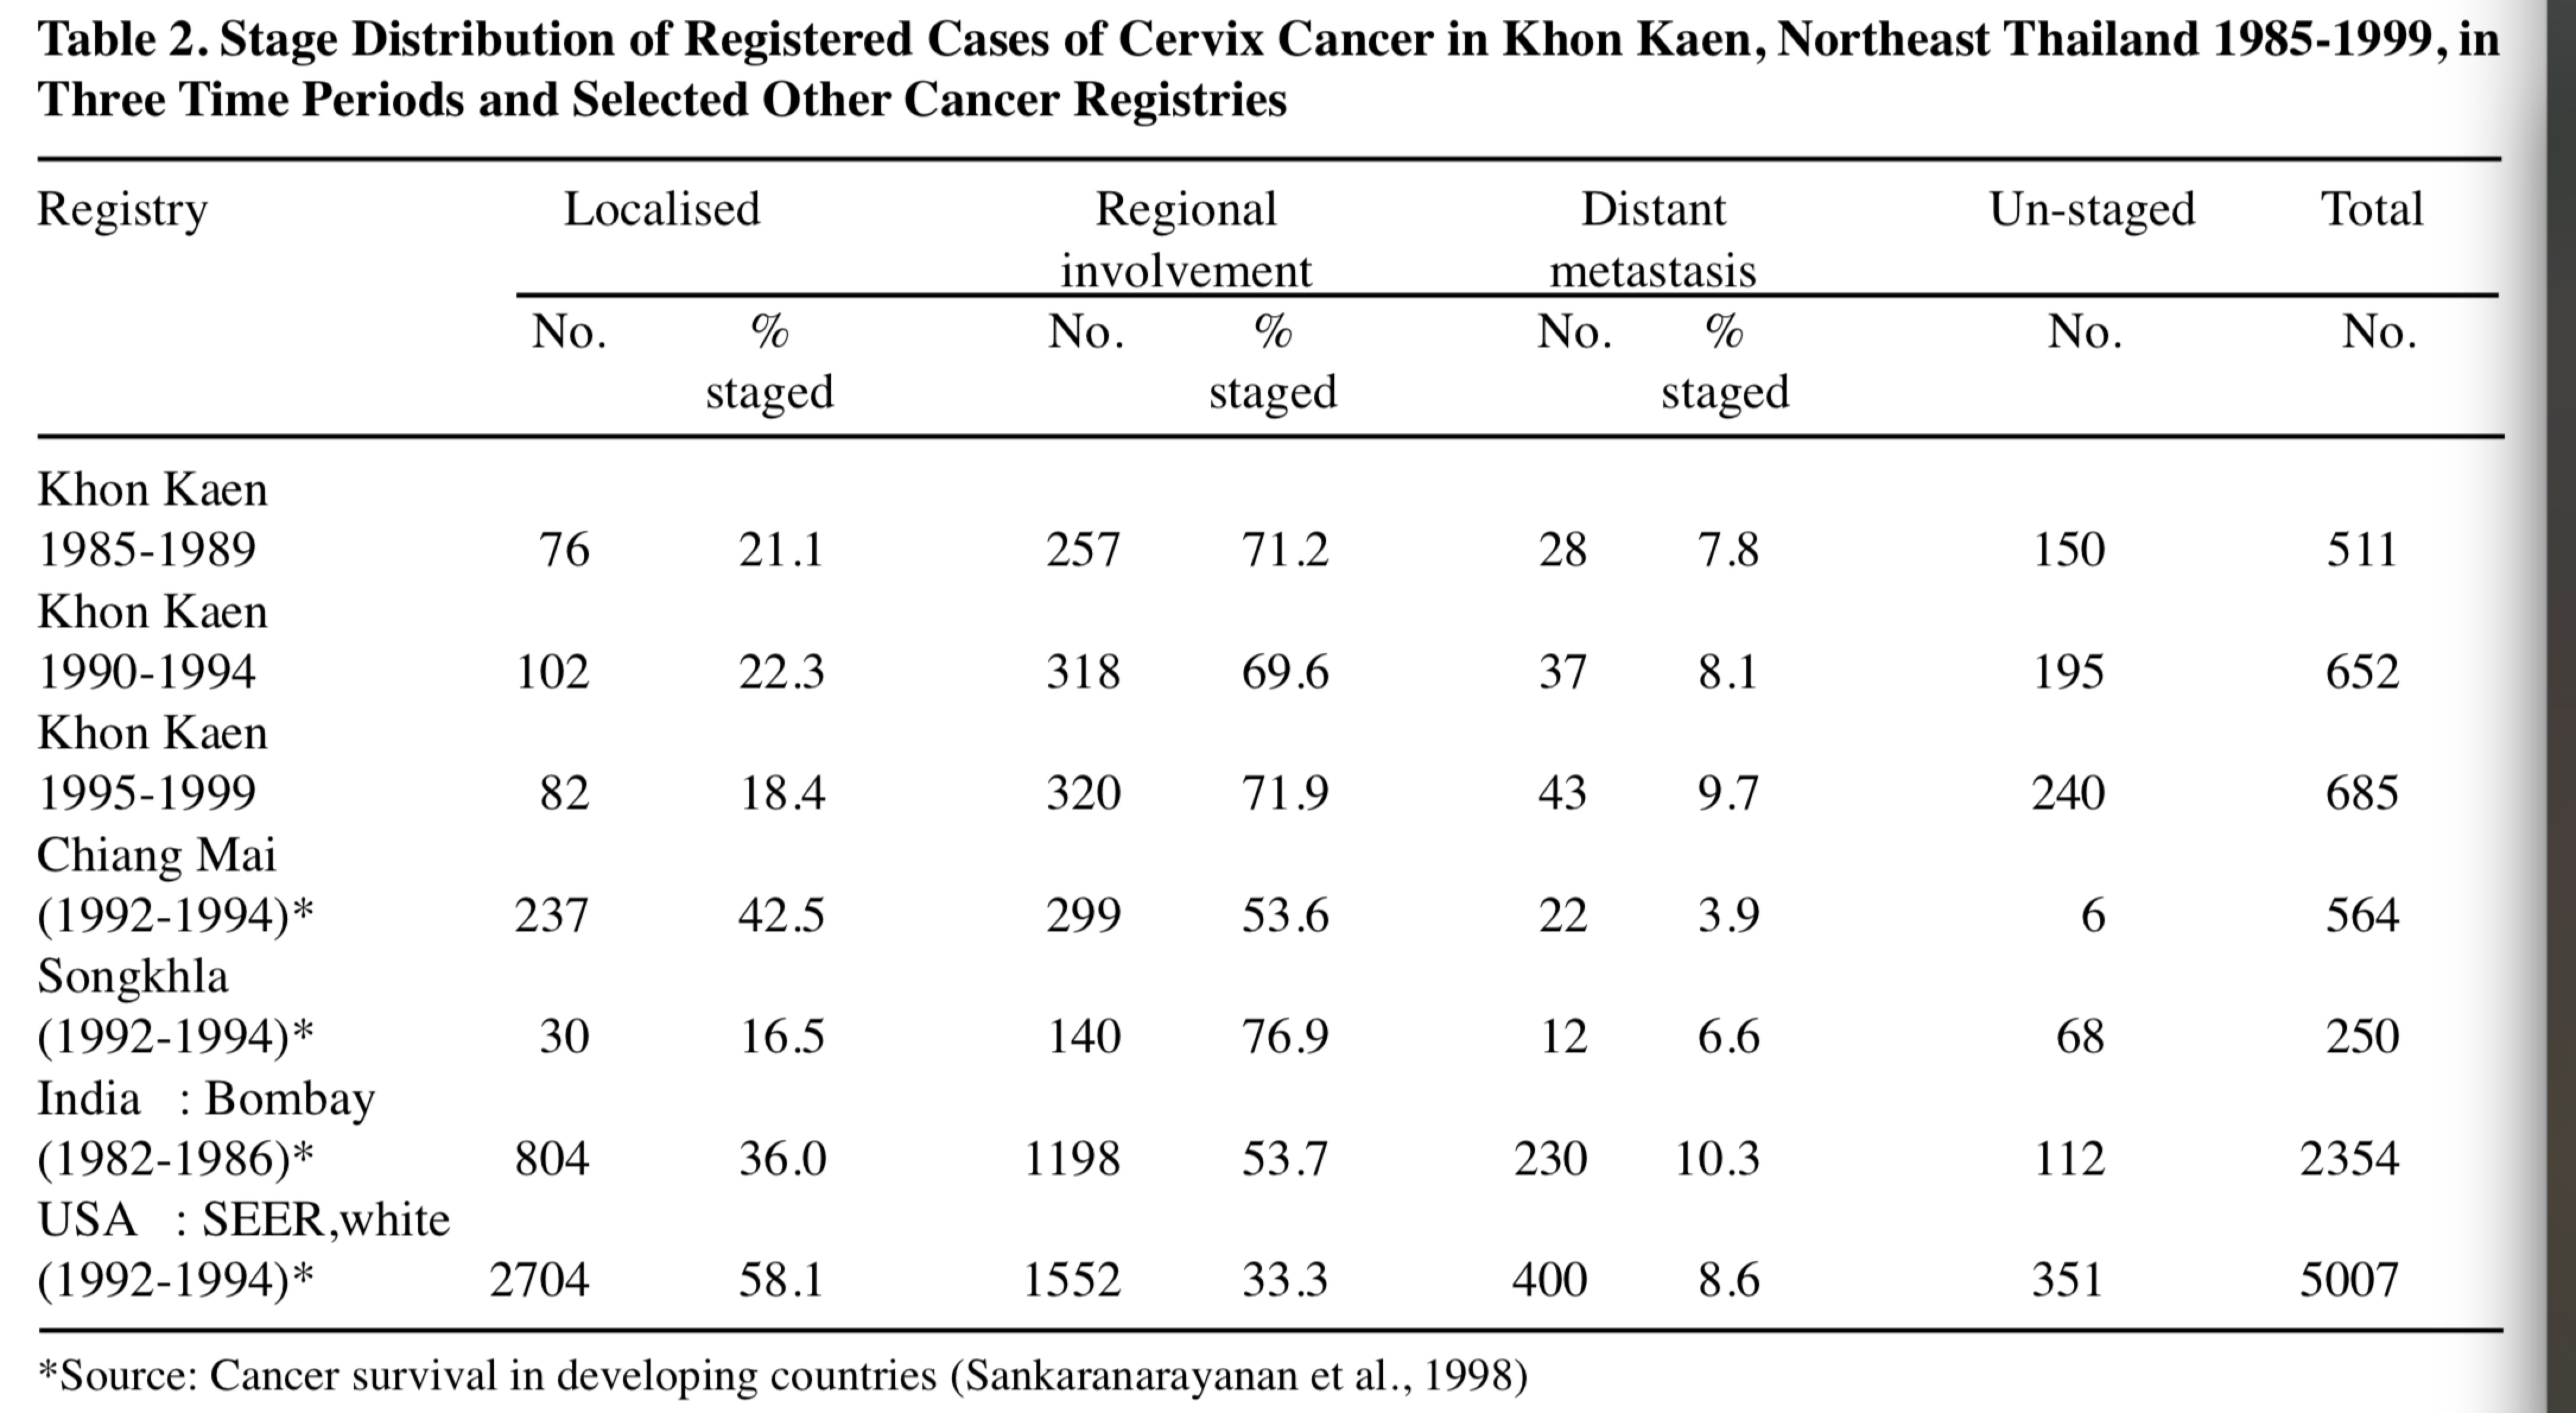 Table 2. Stage Distribution of Registered Cases of Cervix Cancer in Khon Kaen, Northeast Thailand 1985-1999, in
Three Time Periods and Selected Other Cancer Registries
Registry Localised Regional Distant Un-staged Total
involvement metastasis
No. % No. % No. % No. No.
staged staged staged
Khon Kaen
1985-1989 76 21.1 257 71.2 28 7.8 150 511
Khon Kaen
1990-1994 102 22.3 318 69.6 37 8.1 195 652
Khon Kaen
1995-1999 82 18.4 320 71.9 43 9.7 240 685
Chiang Mai
(1992-1994)* 237 42.5 299 53.6 22 3.9 6 564
Songkhla
(1992-1994)* 30 16.5 140 76.9 12 6.6 68 250
India : Bombay
(1982-1986)* 804 36.0 1198 53.7 230 10.3 112 2354
USA : SEER,white
(1992-1994)* 2704 58.1 1552 33.3 400 8.6 351 5007
*Source: Cancer survival in developing countries (Sankaranarayanan et al., 1998)